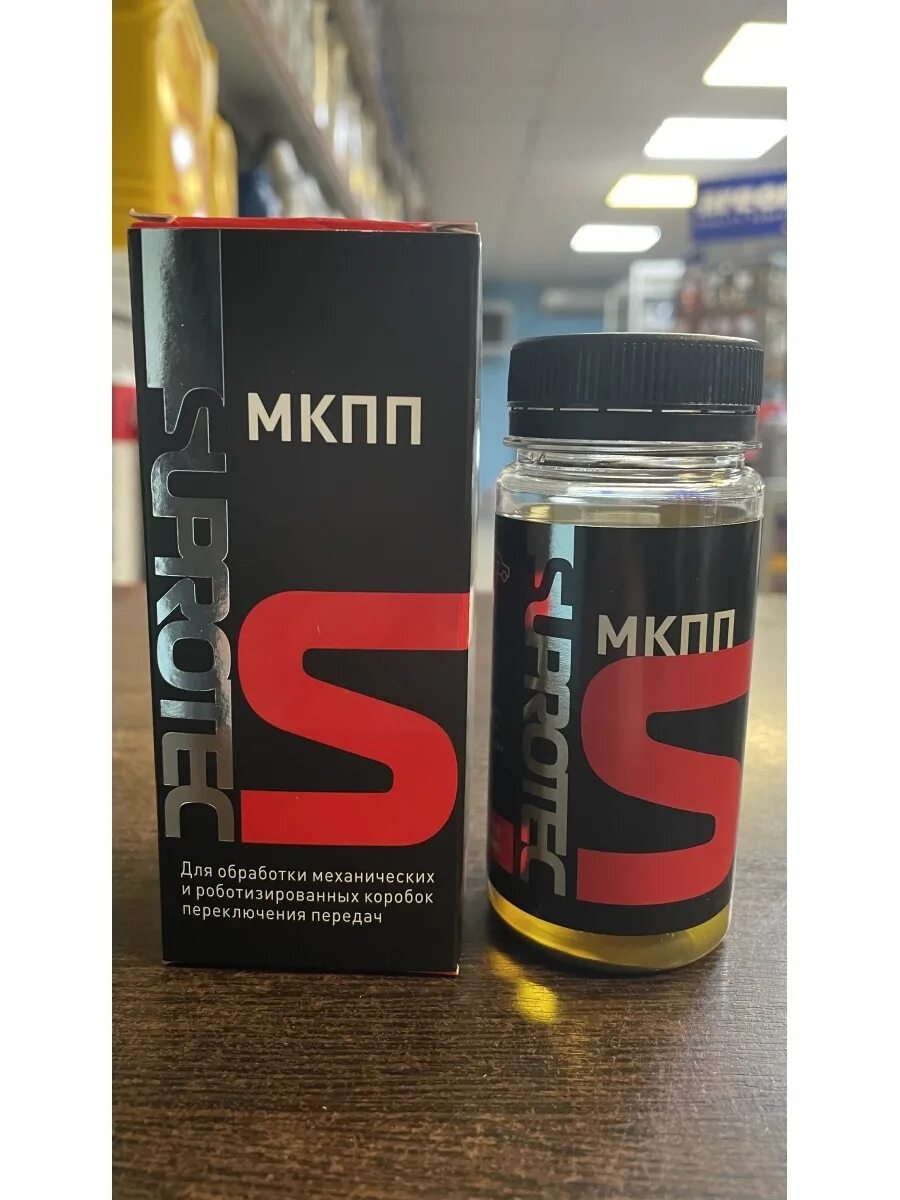 SUPROTEC
МКПП
Для обработки механических
и роботизированных коробок
переключения передач
SUPROTEC
МКПП